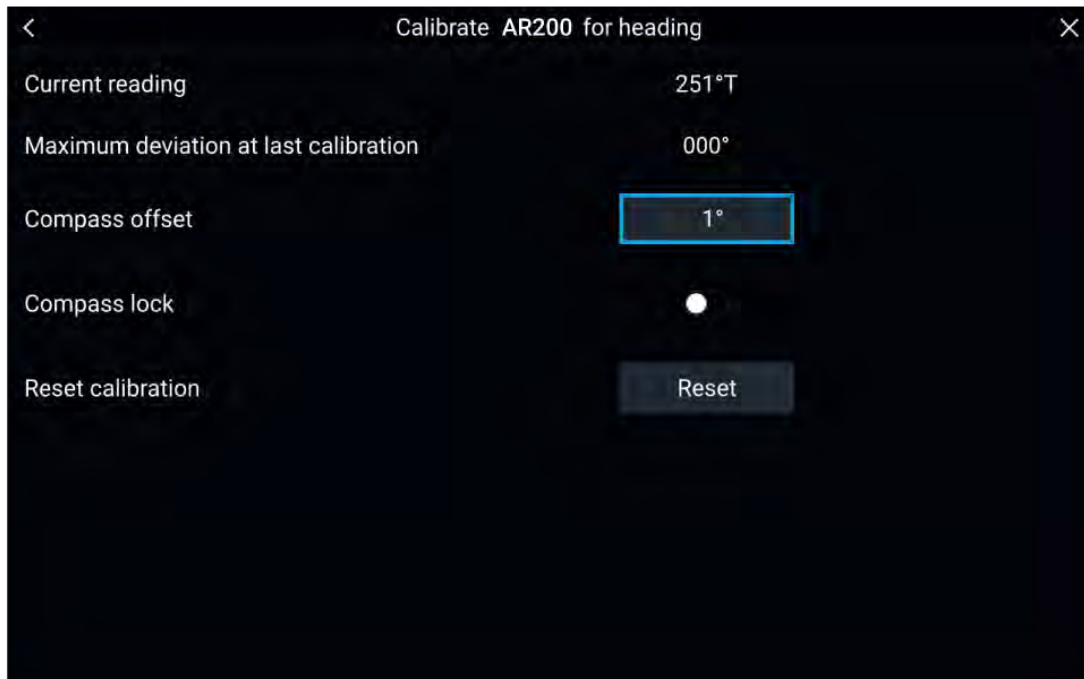 Calibrate AR200 for heading
Current reading 251°T
Maximum deviation at last calibration 000°
Compass offset 1°
Compass lock
Reset calibration Reset